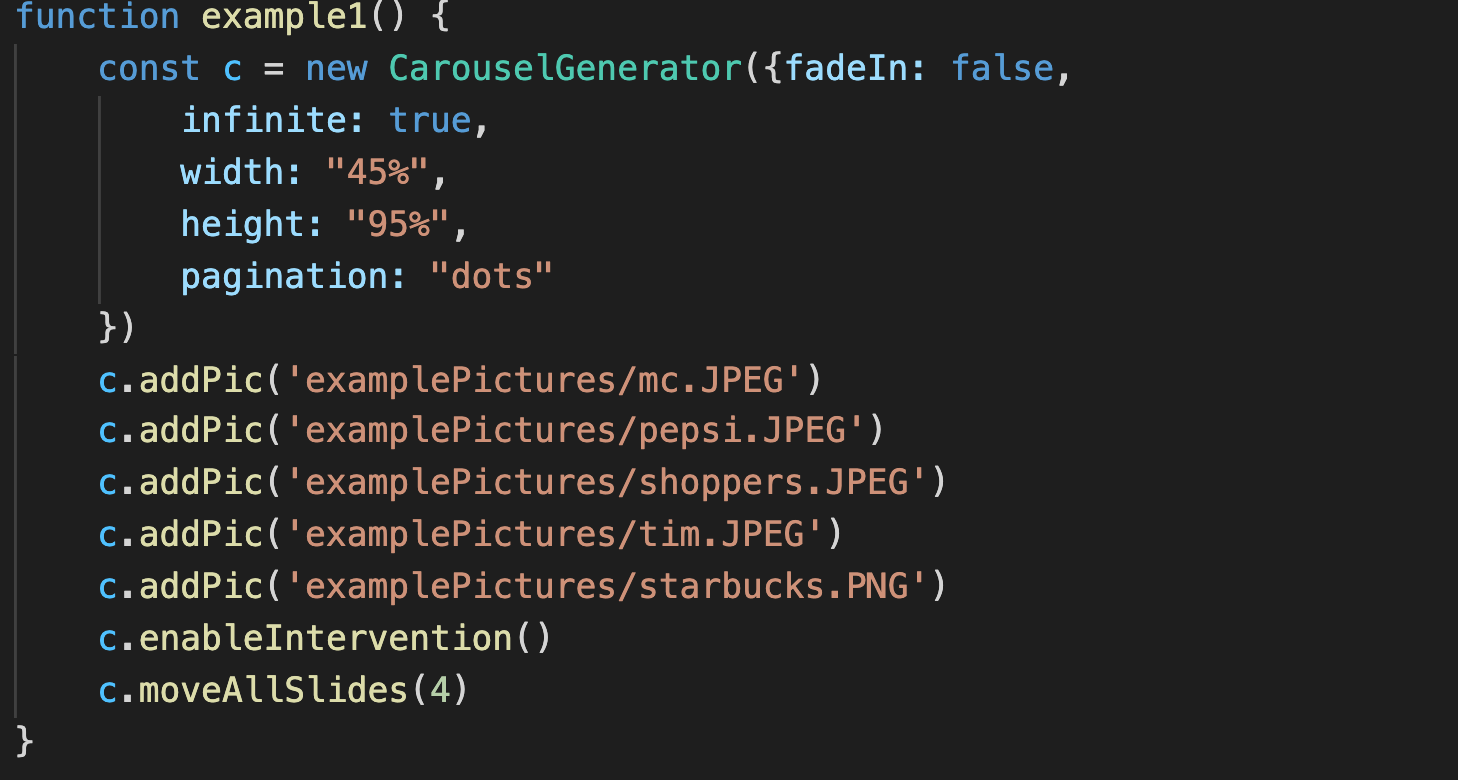 function example1() {
    const c = new CarouselGenerator({fadeIn: false,
        infinite: true,
        width: "45%",
        height: "95%",
        pagination: "dots"
    })
    c.addPic('examplePictures/mc.JPEG')
    c.addPic('examplePictures/pepsi.JPEG')
    c.addPic('examplePictures/shoppers.JPEG')
    c.addPic('examplePictures/tim.JPEG')
    c.addPic('examplePictures/starbucks.PNG')
    c.enableIntervention()
    c.moveAllSlides(4)
}